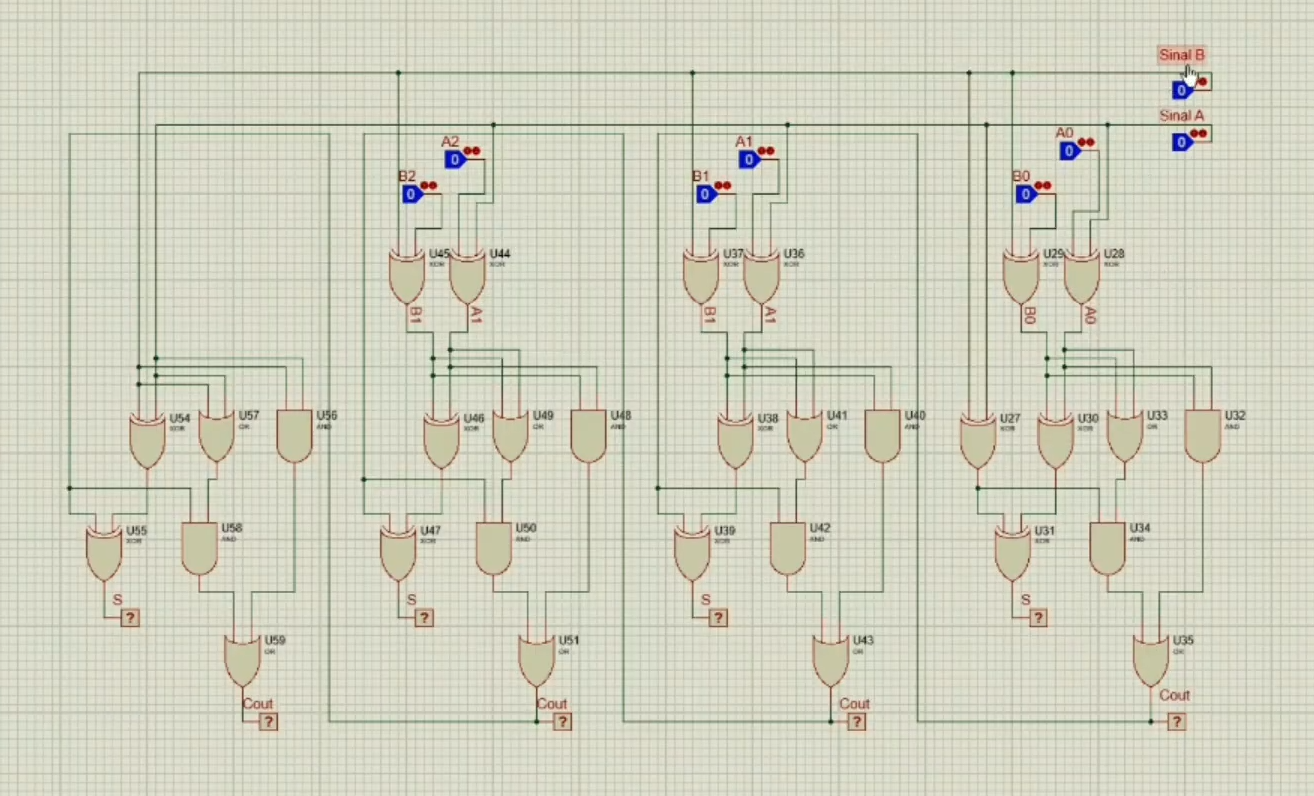 Sinal B
0
Sinal A
0
A2
0
B2
0
A1
0
B1
0
A0
0
B0
0
U45
XOR
U44
XOR
U37
XOR
U36
XOR
U29
XOR
U28
XOR
B1
A1
B1
A1
B0
A0
U54
XOR
U57
OR
U56
AND
U46
XOR
U49
OR
U48
AND
U38
XOR
U41
OR
U40
AND
U27
XOR
U30
XOR
U33
OR
U32
AND
U55
XOR
U58
AND
U47
XOR
U50
AND
U39
XOR
U42
AND
U31
XOR
U34
AND
S
?
S
?
S
?
S
?
U59
OR
U51
OR
U43
OR
U35
OR
Cout
?
Cout
?
Cout
?
Cout
?